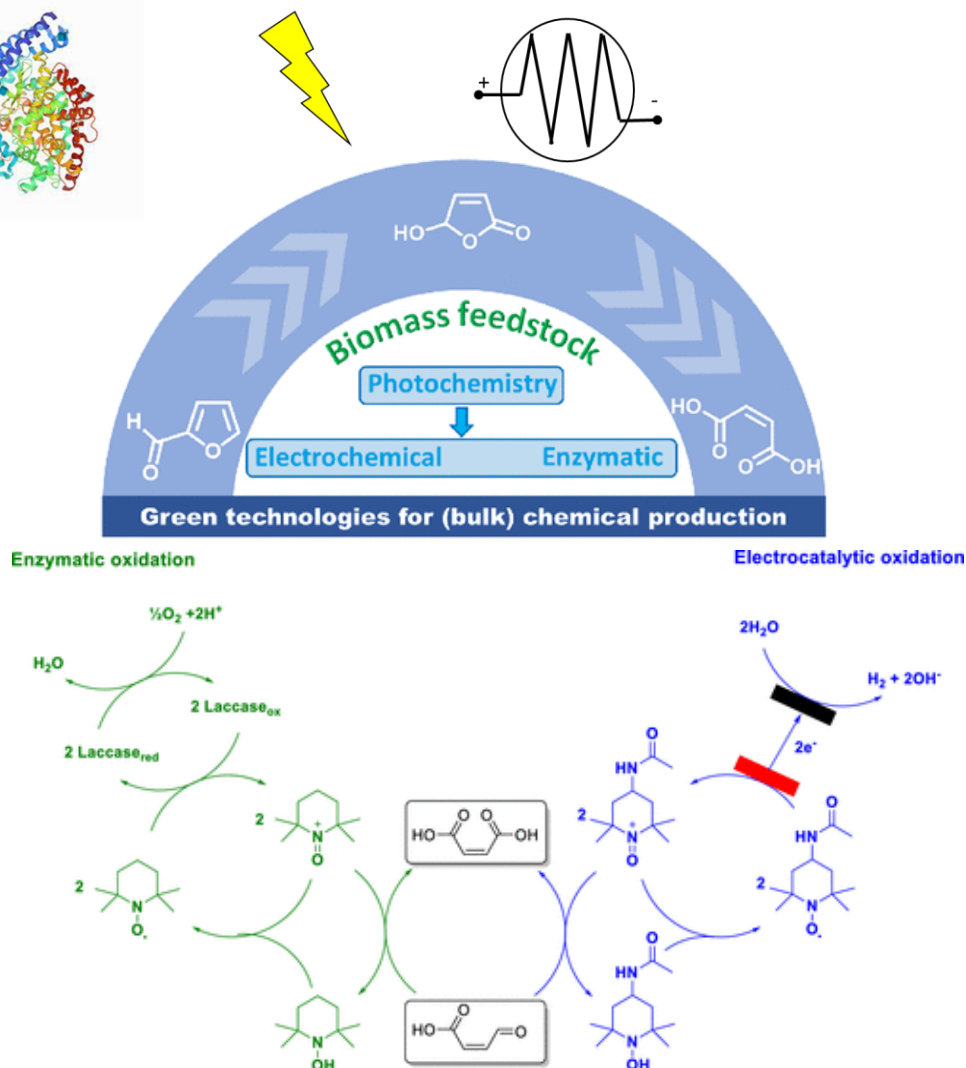 +
-
HO
O
O
Biomass feedstock
Photochemistry
Electrochemical Enzymatic
H
O
O
HO
O
O
OH
Green technologies for (bulk) chemical production
Enzymatic oxidation
Electrocatalytic oxidation
½O₂ +2H⁺
H₂O
2 Laccaseₒₓ
2 Laccase_red
2H₂O
H₂ + 2OH⁻
2e⁻
2
N
+
O
HO
O
O
OH
O
HN
2
N
+
O
O
HN
2
N
O.
2
N
O.
N
OH
HO
O
O
O
HN
N
OH